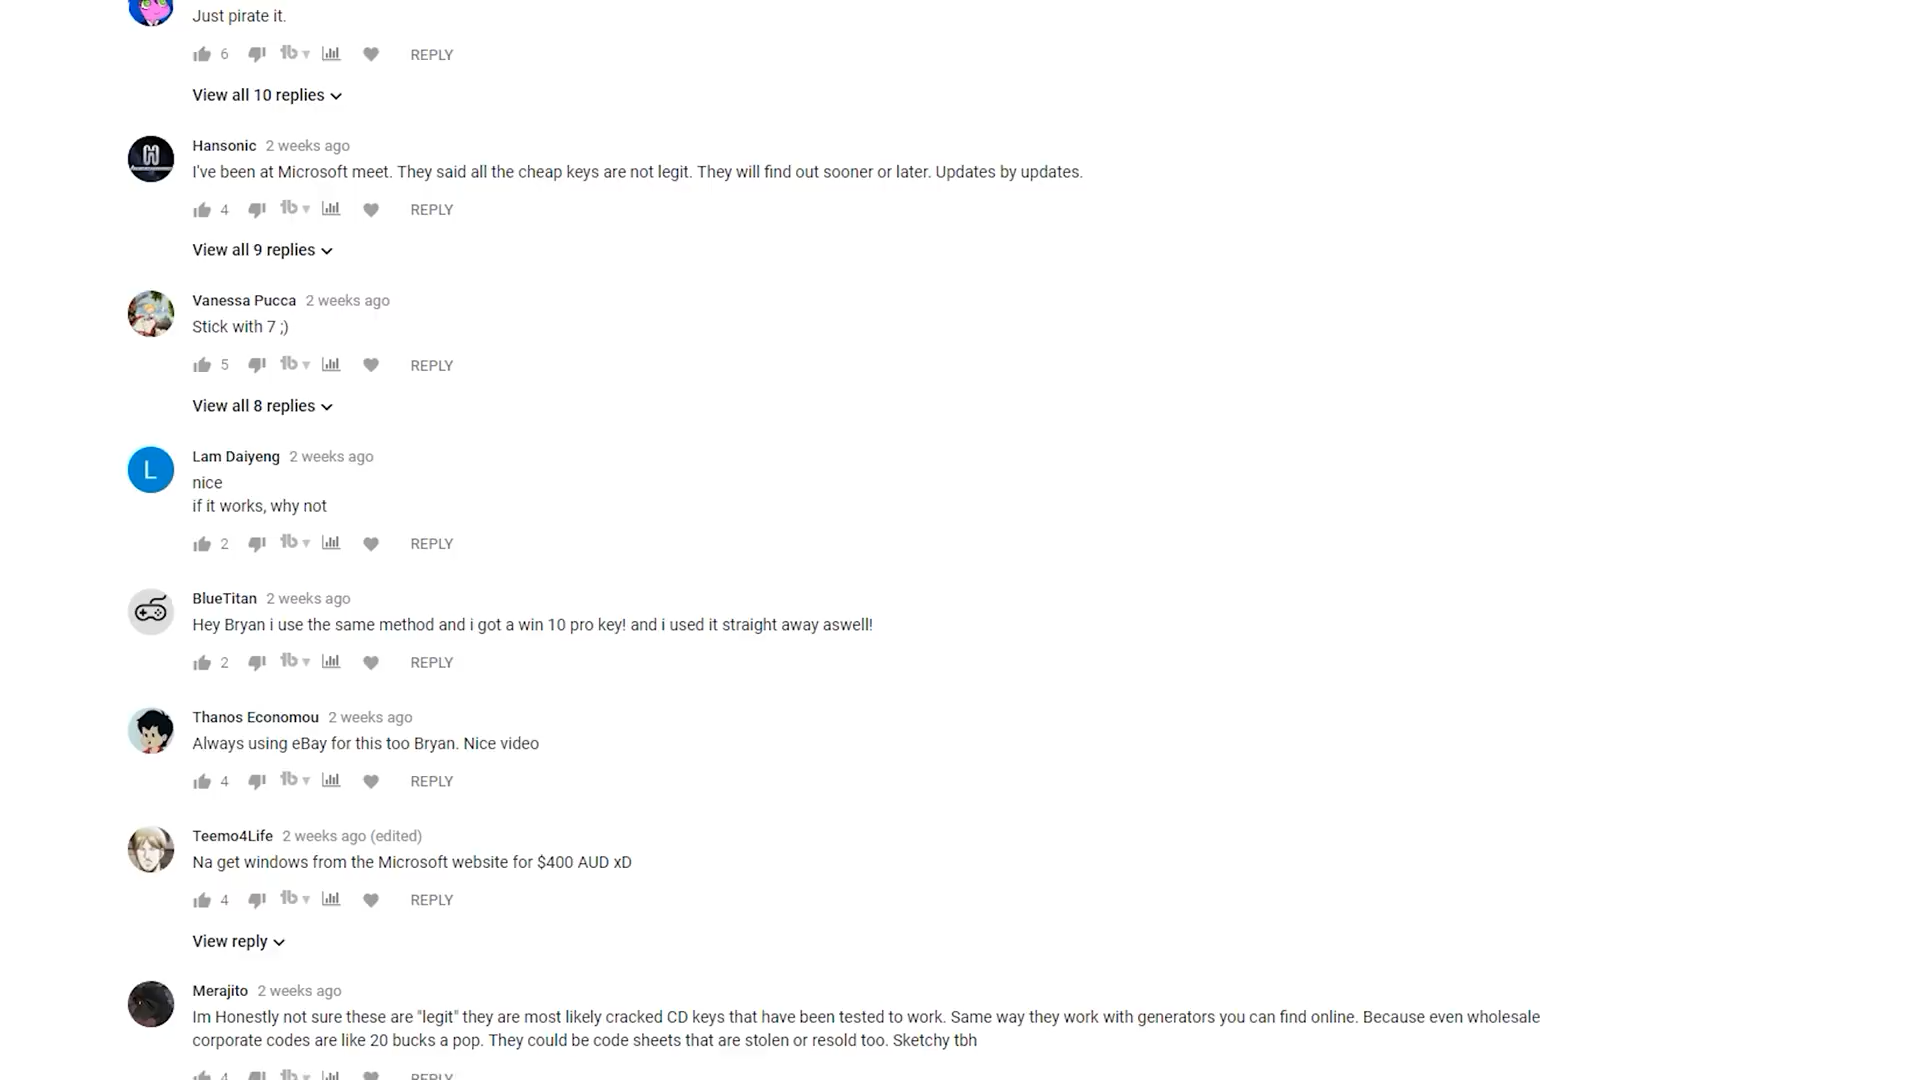 Just pirate it.
6 REPLY
View all 10 replies
Hansonic 2 weeks ago
I've been at Microsoft meet. They said all the cheap keys are not legit. They will find out sooner or later. Updates by updates.
4 REPLY
View all 9 replies
Vanessa Pucca 2 weeks ago
Stick with 7 ;)
5 REPLY
View all 8 replies
L
Lam Daiyeng 2 weeks ago
nice
if it works, why not
2 REPLY
BlueTitan 2 weeks ago
Hey Bryan i use the same method and i got a win 10 pro key! and i used it straight away aswell!
2 REPLY
Thanos Economou 2 weeks ago
Always using eBay for this too Bryan. Nice video
4 REPLY
Teemo4Life 2 weeks ago (edited)
Na get windows from the Microsoft website for $400 AUD xD
4 REPLY
View reply
Merajito 2 weeks ago
Im Honestly not sure these are "legit" they are most likely cracked CD keys that have been tested to work. Same way they work with generators you can find online. Because even wholesale
corporate codes are like 20 bucks a pop. They could be code sheets that are stolen or resold too. Sketchy tbh
4 REPLY